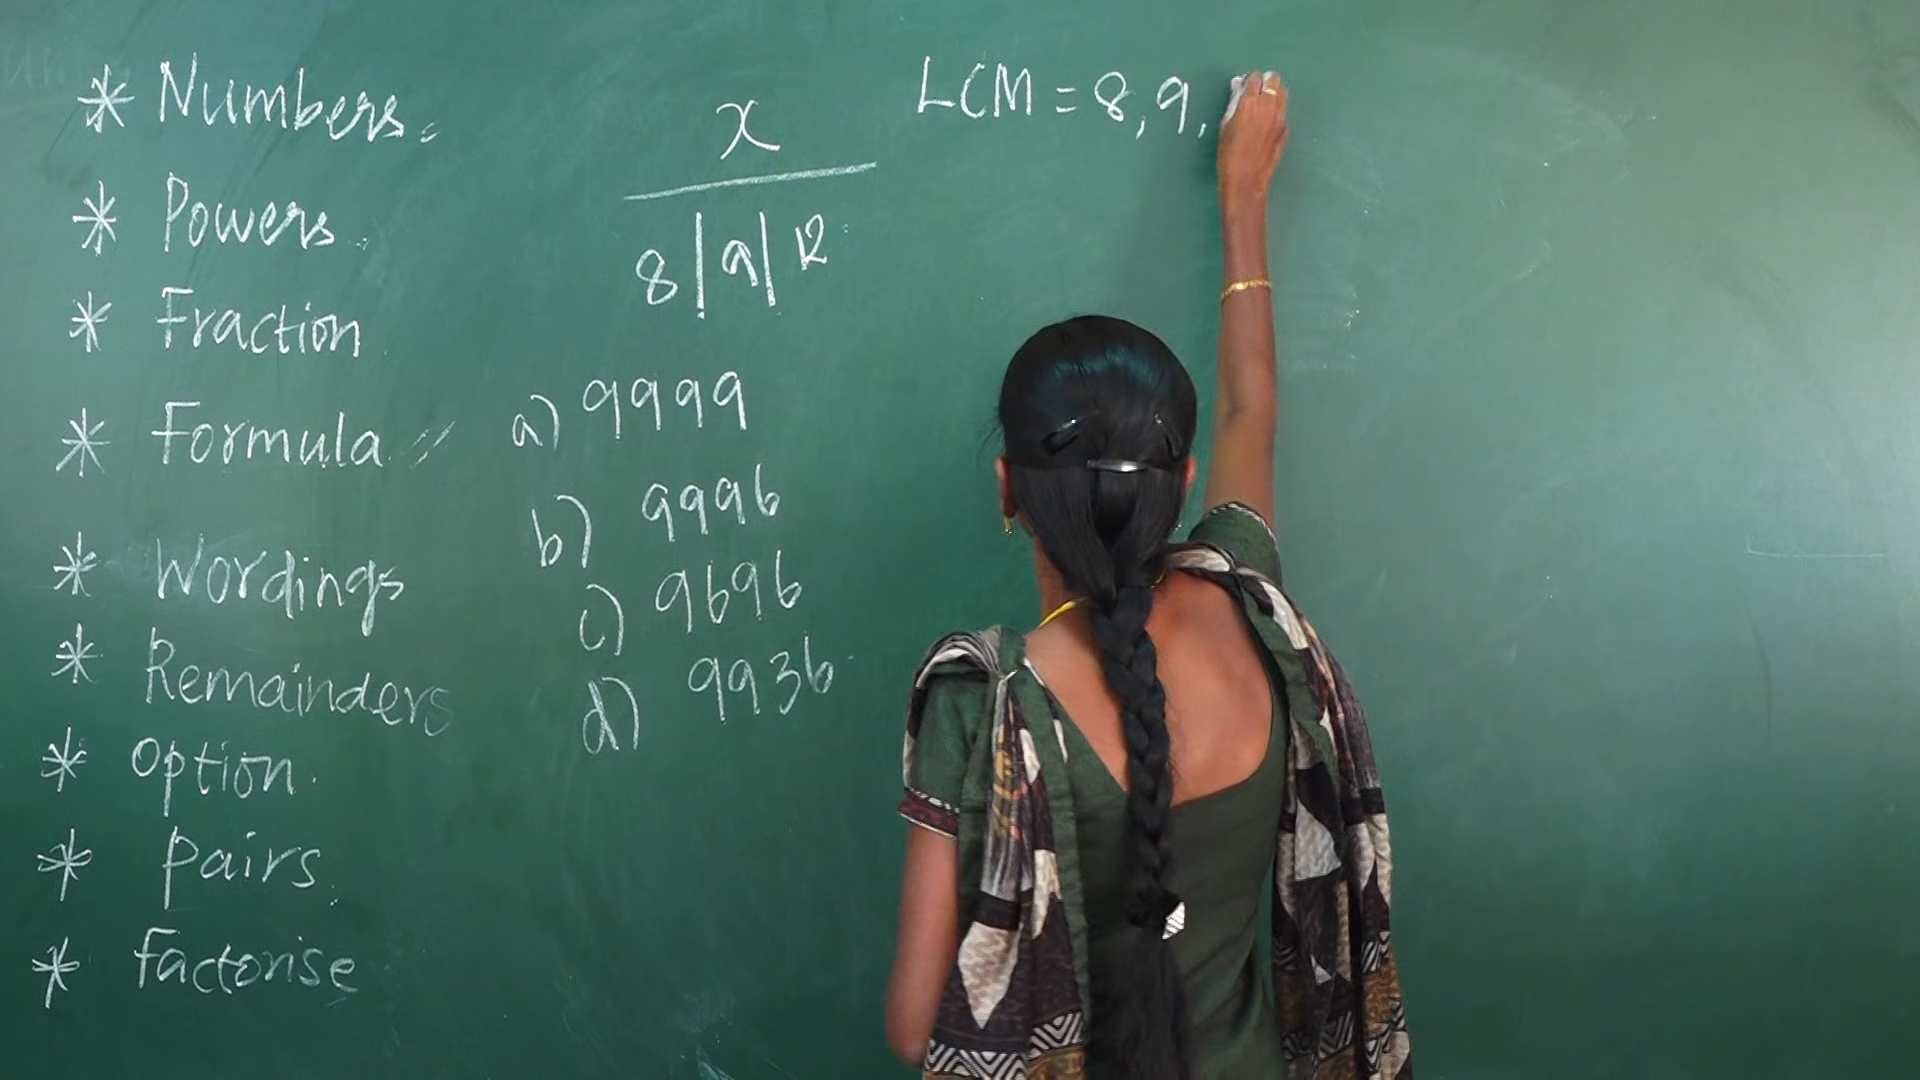 * Numbers.
* Powers.
* Fraction
* Formula
* Wordings
* Remainders
* Option.
* Pairs.
* Factorise
x
8 | 9 | 12
a) 9999
b) 9996
c) 9696
d) 9936
LCM = 8, 9,